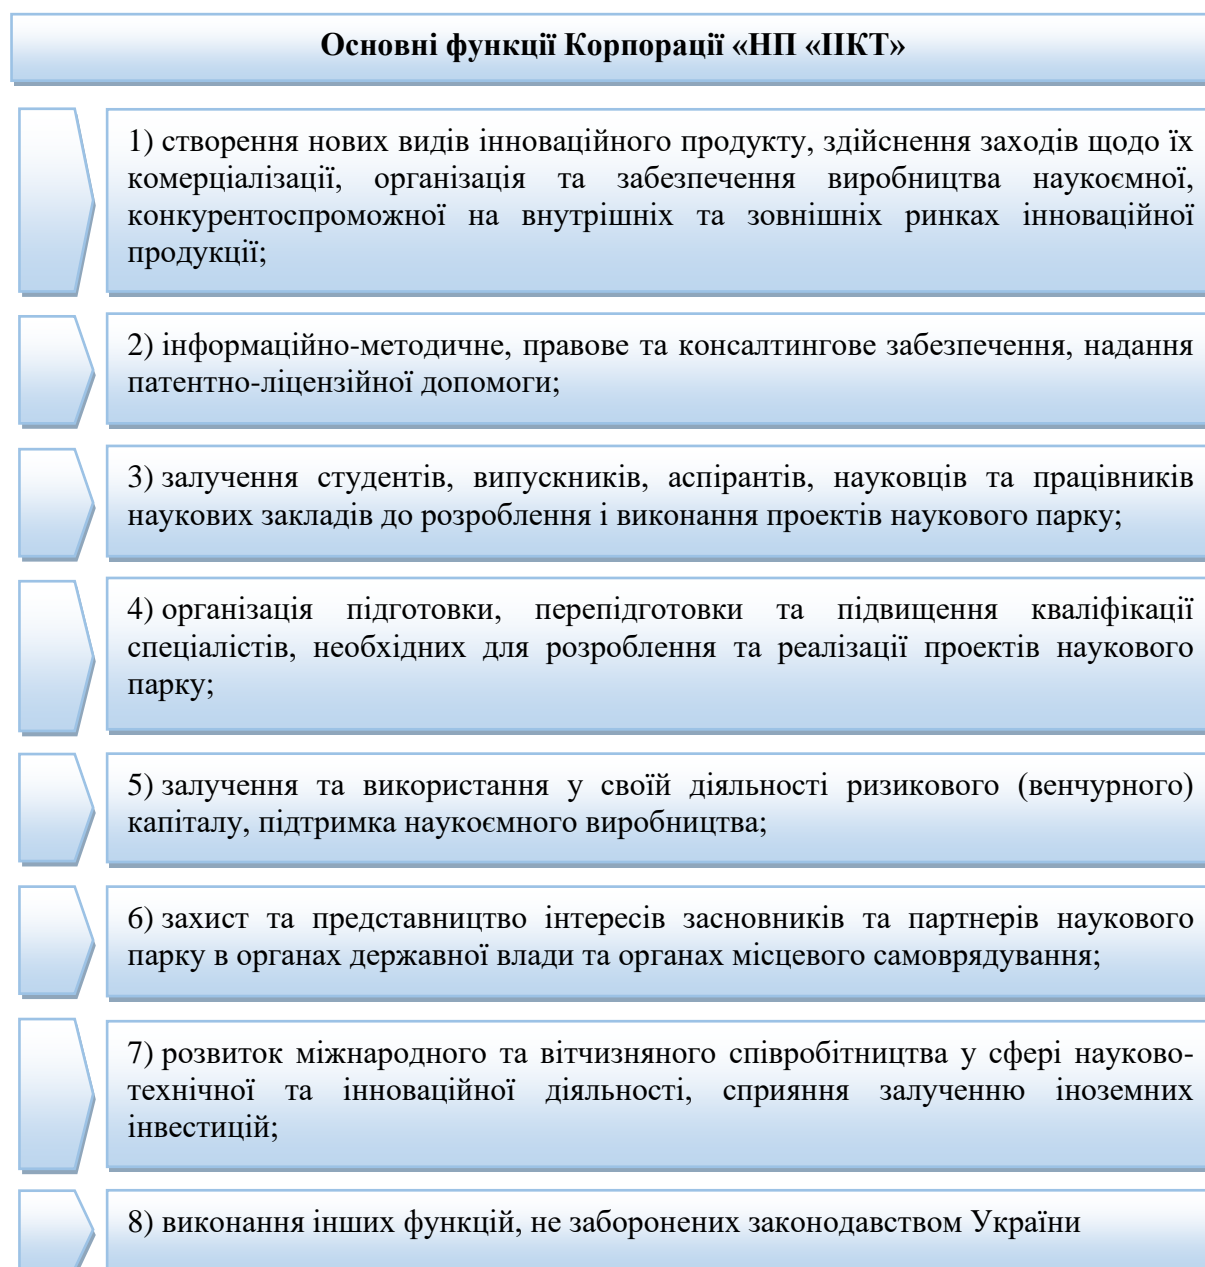 Основні функції Корпорації «НП «ІІКТ»
1) створення нових видів інноваційного продукту, здійснення заходів щодо їх
комерціалізації, організація та забезпечення виробництва наукоємної,
конкурентоспроможної на внутрішніх та зовнішніх ринках інноваційної
продукції;
2) інформаційно-методичне, правове та консалтингове забезпечення, надання
патентно-ліцензійної допомоги;
3) залучення студентів, випускників, аспірантів, науковців та працівників
наукових закладів до розроблення і виконання проектів наукового парку;
4) організація підготовки, перепідготовки та підвищення кваліфікації
спеціалістів, необхідних для розроблення та реалізації проектів наукового
парку;
5) залучення та використання у своїй діяльності ризикового (венчурного)
капіталу, підтримка наукоємного виробництва;
6) захист та представництво інтересів засновників та партнерів наукового
парку в органах державної влади та органах місцевого самоврядування;
7) розвиток міжнародного та вітчизняного співробітництва у сфері науково-
технічної та інноваційної діяльності, сприяння залученню іноземних
інвестицій;
8) виконання інших функцій, не заборонених законодавством України